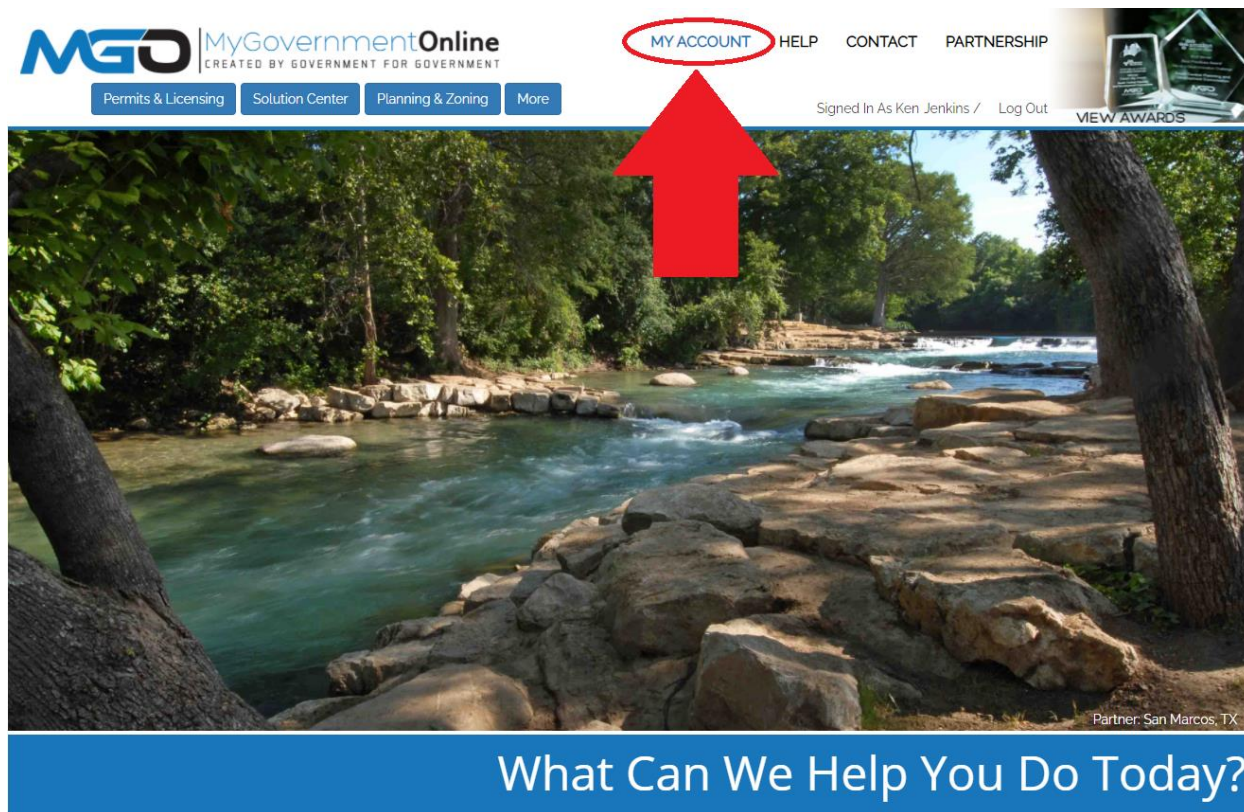 MGO MyGovernmentOnline
CREATED BY GOVERNMENT FOR GOVERNMENT
MY ACCOUNT HELP CONTACT PARTNERSHIP
Permits & Licensing Solution Center Planning & Zoning More
Signed In As Ken Jenkins / Log Out
VIEW AWARDS
Partner: San Marcos, TX
What Can We Help You Do Today?